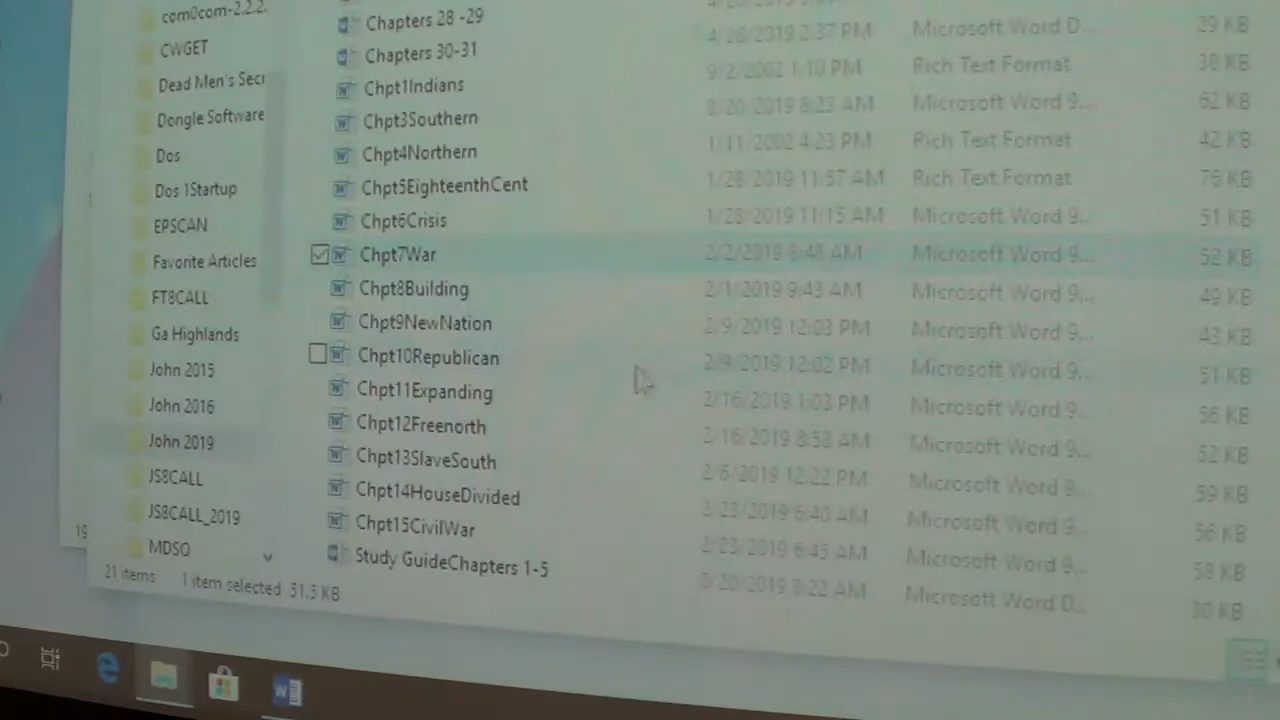 com0com-2.2.2.
CWGET
Dead Men's Secr
Dongle Software
Dos
Dos 1Startup
EPSCAN
Favorite Articles
FT8CALL
Ga Highlands
John 2015
John 2016
John 2019
JS8CALL
JS8CALL_2019
MDSO
Chapters 28 -29
Chapters 30-31 4/26/2019 2:37 PM Microsoft Word D... 29 KB
Chpt1Indians 9/2/2002 1:10 PM Rich Text Format 38 KB
Chpt3Southern 8/20/2019 8:23 AM Microsoft Word 9... 62 KB
Chpt4Northern 1/11/2002 4:23 PM Rich Text Format 42 KB
Chpt5EighteenthCent 1/28/2019 11:57 AM Rich Text Format 76 KB
Chpt6Crisis 1/28/2019 11:15 AM Microsoft Word 9... 51 KB
Chpt7War 2/2/2019 8:48 AM Microsoft Word 9... 52 KB
Chpt8Building 2/1/2019 9:43 AM Microsoft Word 9... 49 KB
Chpt9NewNation 2/9/2019 12:03 PM Microsoft Word 9... 43 KB
Chpt10Republican 2/9/2019 12:02 PM Microsoft Word 9... 51 KB
Chpt11Expanding 2/16/2019 1:03 PM Microsoft Word 9... 56 KB
Chpt12Freenorth 2/16/2019 8:53 AM Microsoft Word 9... 52 KB
Chpt13SlaveSouth 2/6/2019 12:22 PM Microsoft Word 9... 59 KB
Chpt14HouseDivided 2/23/2019 6:40 AM Microsoft Word 9... 56 KB
Chpt15CivilWar 2/23/2019 6:45 AM Microsoft Word 9... 58 KB
Study GuideChapters 1-5 8/20/2019 8:22 AM Microsoft Word D... 30 KB
19
21 items 1 item selected 51.5 KB